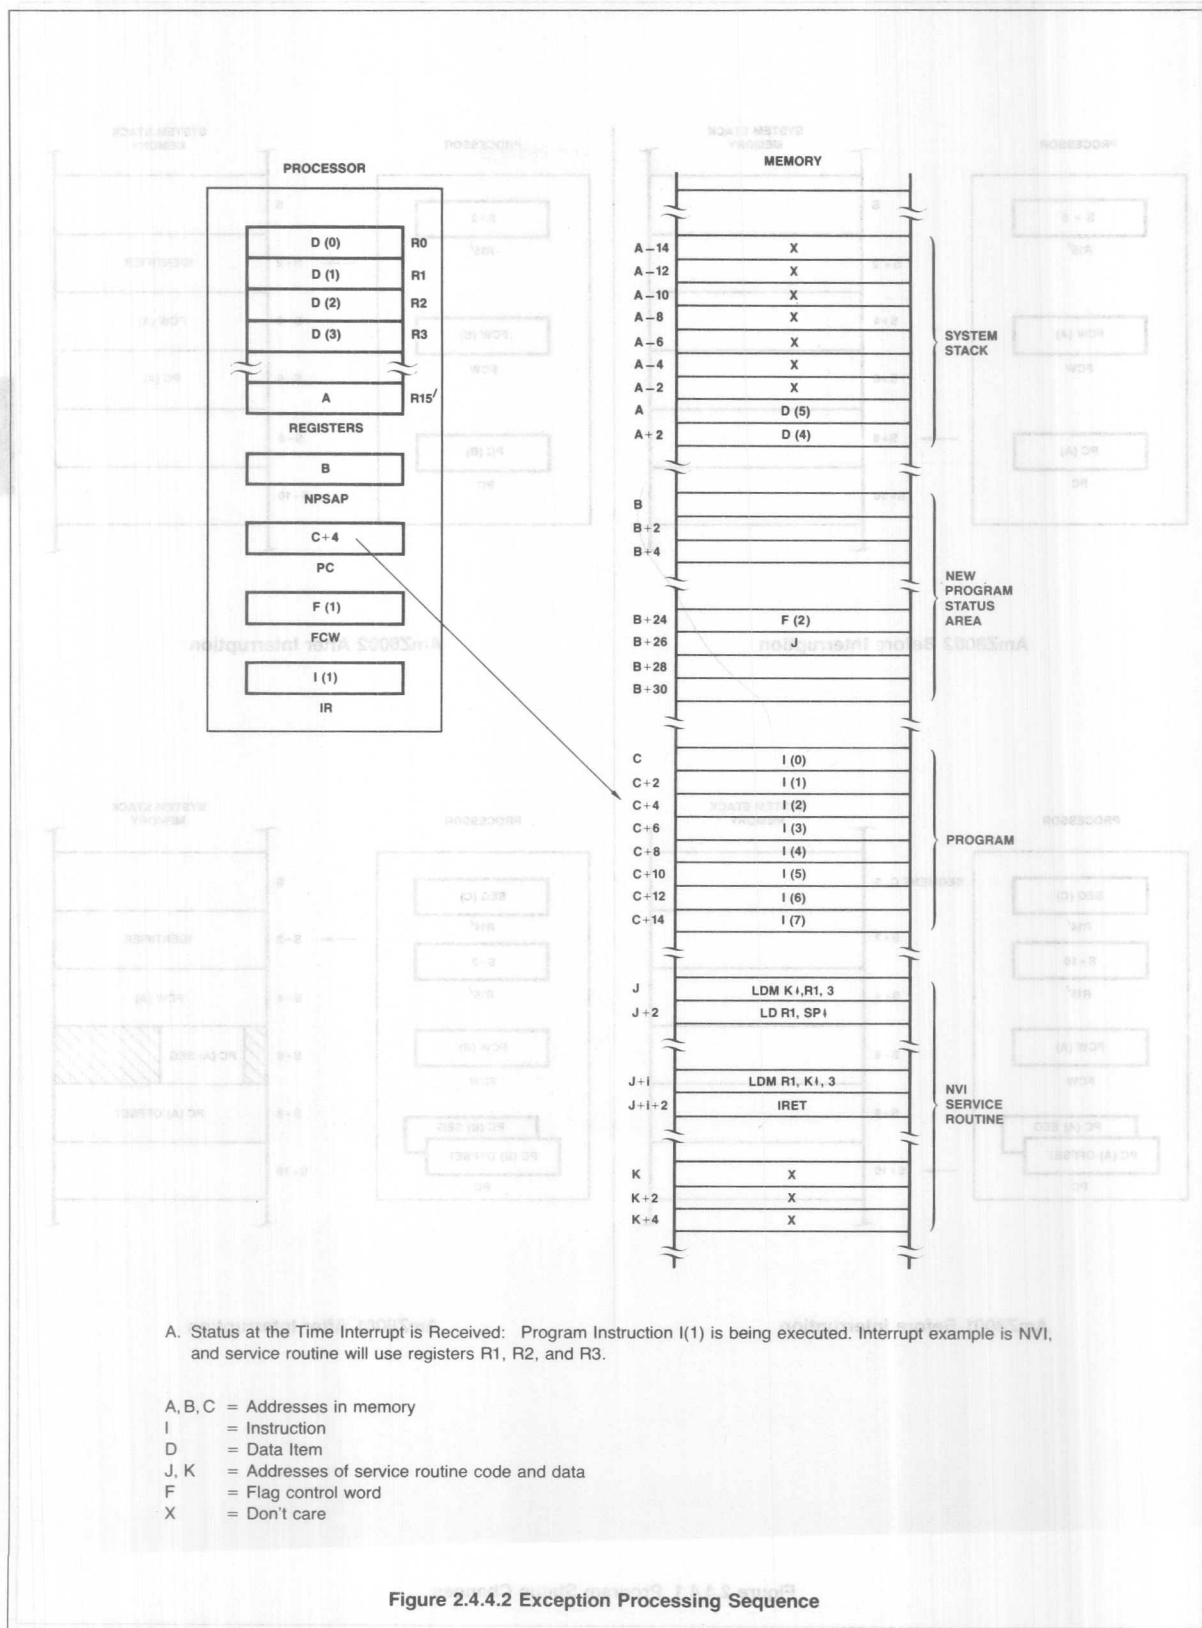 PROCESSOR
D (0) R0
D (1) R1
D (2) R2
D (3) R3
A R15′
REGISTERS
B
NPSAP
C+4
PC
F (1)
FCW
I (1)
IR
MEMORY
A−14 X
A−12 X
A−10 X
A−8 X
A−6 X
A−4 X
A−2 X
A D (5)
A+2 D (4)
SYSTEM
STACK
B
B+2
B+4
B+24 F (2)
B+26 J
B+28
B+30
NEW
PROGRAM
STATUS
AREA
C I (0)
C+2 I (1)
C+4 I (2)
C+6 I (3)
C+8 I (4)
C+10 I (5)
C+12 I (6)
C+14 I (7)
PROGRAM
J LDM K↓,R1, 3
J+2 LD R1, SP↓
J+i LDM R1, K↓, 3
J+i+2 IRET
K X
K+2 X
K+4 X
NVI
SERVICE
ROUTINE
A. Status at the Time Interrupt is Received: Program Instruction I(1) is being executed. Interrupt example is NVI,
and service routine will use registers R1, R2, and R3.
A, B, C = Addresses in memory
I = Instruction
D = Data Item
J, K = Addresses of service routine code and data
F = Flag control word
X = Don't care
Figure 2.4.4.2 Exception Processing Sequence